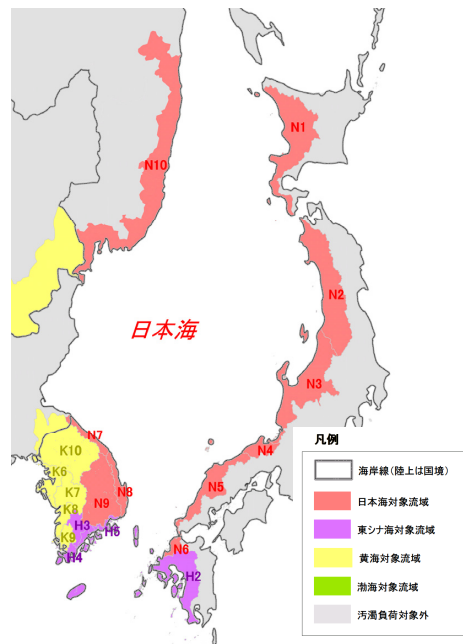 N1
N10
N2
日本海
N3
N7
N4
K10
K6
N5
K7
N8
N9
K8
H3
H5
K9
N6
H4
H2
凡例
海岸線(陸上は国境)
日本海対象流域
東シナ海対象流域
黄海対象流域
渤海対象流域
汚濁負荷対象外